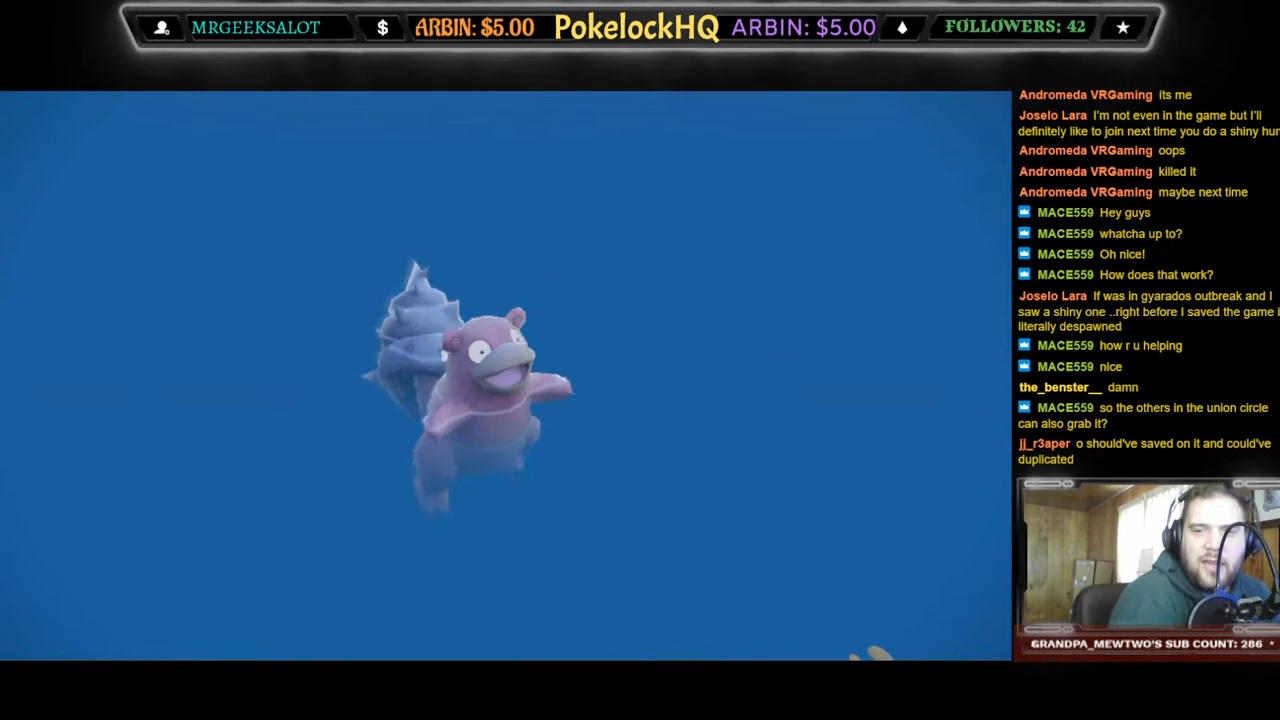 MRGEEKSALOT
$
ARBIN: $5.00
PokelockHQ
ARBIN: $5.00
FOLLOWERS: 42
Andromeda VRGaming its me
Joselo Lara I'm not even in the game but I'll
definitely like to join next time you do a shiny hun
Andromeda VRGaming oops
Andromeda VRGaming killed it
Andromeda VRGaming maybe next time
MACE559 Hey guys
MACE559 whatcha up to?
MACE559 Oh nice!
MACE559 How does that work?
Joselo Lara If was in gyarados outbreak and I
saw a shiny one ..right before I saved the game i
literally despawned
MACE559 how r u helping
MACE559 nice
the_benster__ damn
MACE559 so the others in the union circle
can also grab it?
jj_r3aper o should've saved on it and could've
duplicated
GRANDPA_MEWTWO'S SUB COUNT: 286 *